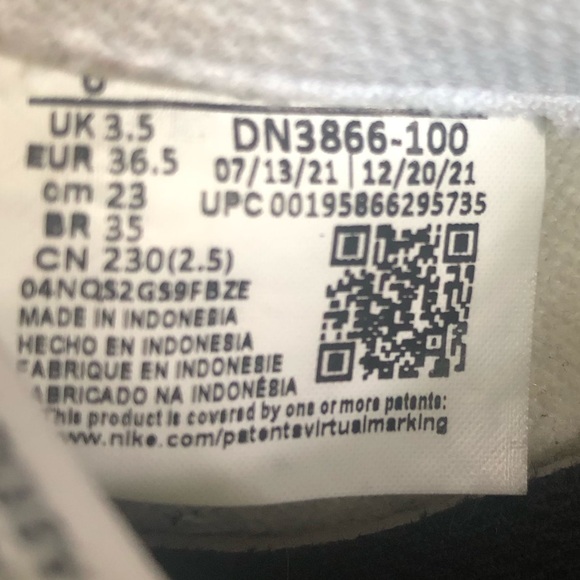 UK 3.5
EUR 36.5
cm 23
BR 35
CN 230(2.5)
DN3866-100
07/13/21 | 12/20/21
UPC 00195866295735
04NQS2GS9FBZE
MADE IN INDONESIA
HECHO EN INDONESIA
FABRIQUE EN INDONESIE
FABRICADO NA INDONÉSIA
This product is covered by one or more patents:
www.nike.com/patentsvirtualmarking